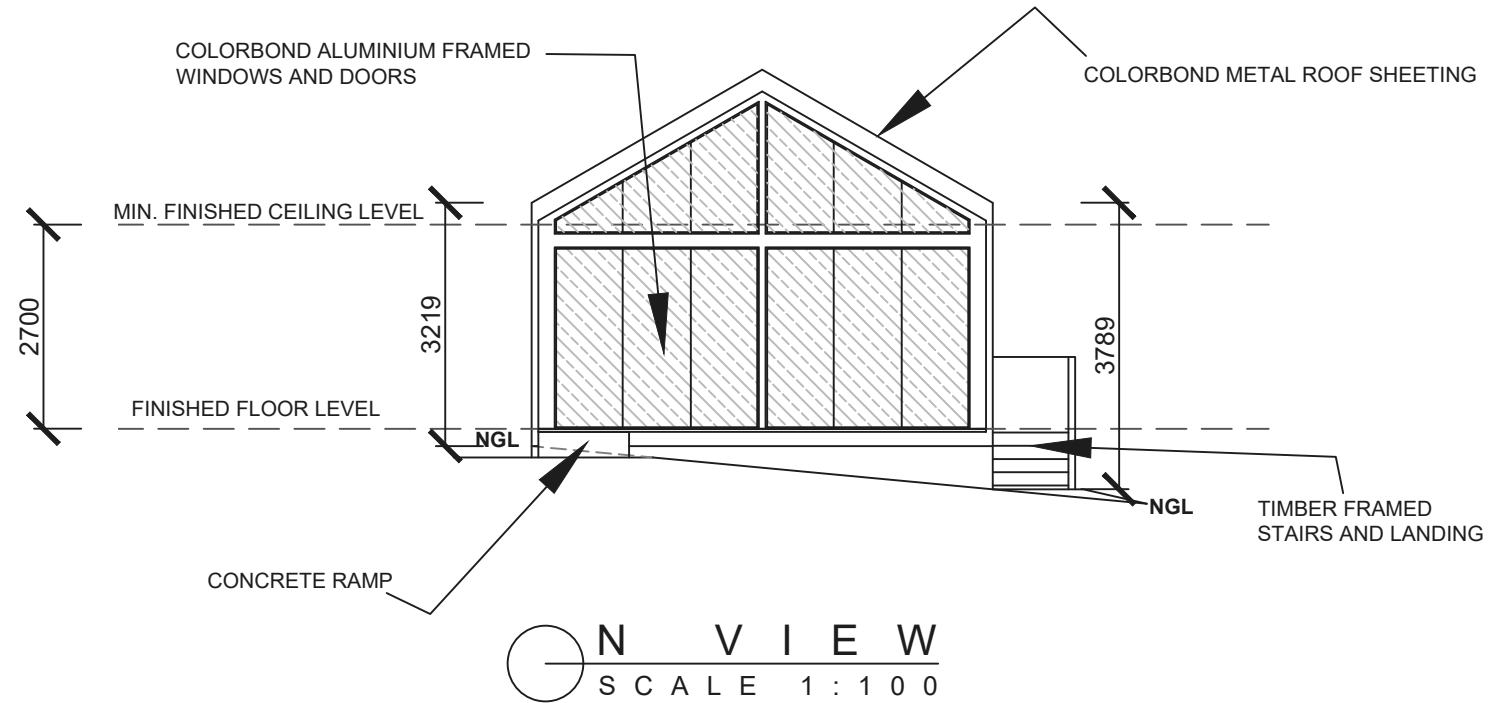 COLORBOND ALUMINIUM FRAMED
WINDOWS AND DOORS
COLORBOND METAL ROOF SHEETING
MIN. FINISHED CEILING LEVEL
2700
3219
3789
FINISHED FLOOR LEVEL
NGL
NGL
TIMBER FRAMED
STAIRS AND LANDING
CONCRETE RAMP
N VIEW
SCALE 1:100